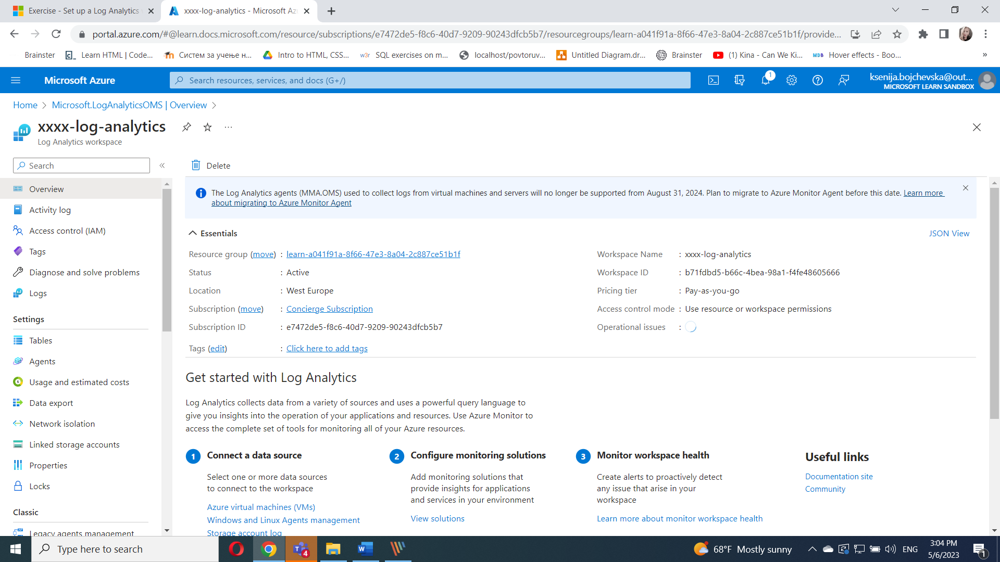 Exercise - Set up a Log Analytics
xxxx-log-analytics - Microsoft Az
portal.azure.com/#@learn.docs.microsoft.com/resource/subscriptions/e7472de5-f8c6-40d7-9209-90243dfcb5b7/resourcegroups/learn-a041f91a-8f66-47e3-8a04-2c887ce51b1f/provide...
Brainster
Learn HTML | Code...
Систем за учење н...
Intro to HTML, CSS...
SQL exercises on m...
localhost/povtoruv...
Untitled Diagram.dr...
Brainster
(1) Kina - Can We Ki...
Hover effects - Boo...
Microsoft Azure
Search resources, services, and docs (G+/)
1
ksenija.bojchevska@out...
MICROSOFT LEARN SANDBOX
Home > Microsoft.LogAnalyticsOMS | Overview >
xxxx-log-analytics
Log Analytics workspace
Search
Delete
Overview
Activity log
Access control (IAM)
Tags
Diagnose and solve problems
Logs
Settings
Tables
Agents
Usage and estimated costs
Data export
Network isolation
Linked storage accounts
Properties
Locks
Classic
Legacy agents management
The Log Analytics agents (MMA.OMS) used to collect logs from virtual machines and servers will no longer be supported from August 31, 2024. Plan to migrate to Azure Monitor Agent before this date. Learn more
about migrating to Azure Monitor Agent
Essentials
JSON View
Resource group (move) : learn-a041f91a-8f66-47e3-8a04-2c887ce51b1f
Status : Active
Location : West Europe
Subscription (move) : Concierge Subscription
Subscription ID : e7472de5-f8c6-40d7-9209-90243dfcb5b7
Tags (edit) : Click here to add tags
Workspace Name : xxxx-log-analytics
Workspace ID : b71fdbd5-b66c-4bea-98a1-f4fe48605666
Pricing tier : Pay-as-you-go
Access control mode : Use resource or workspace permissions
Operational issues :
Get started with Log Analytics
Log Analytics collects data from a variety of sources and uses a powerful query language to
give you insights into the operation of your applications and resources. Use Azure Monitor to
access the complete set of tools for monitoring all of your Azure resources.
1 Connect a data source
Select one or more data sources
to connect to the workspace
Azure virtual machines (VMs)
Windows and Linux Agents management
Storage account log
2 Configure monitoring solutions
Add monitoring solutions that
provide insights for applications
and services in your environment
View solutions
3 Monitor workspace health
Create alerts to proactively detect
any issue that arise in your
workspace
Learn more about monitor workspace health
Useful links
Documentation site
Community
Type here to search
4
68°F Mostly sunny
ENG
3:04 PM
5/6/2023
1